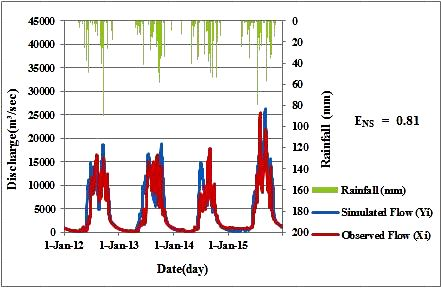 45000
40000
35000
30000
25000
20000
15000
10000
5000
0
Discharge(m³/sec)
1-Jan-12 1-Jan-13 1-Jan-14 1-Jan-15
Date(day)
0
20
40
60
80
100
120
140
160
180
200
Rainfall (mm)
ENS = 0.81
Rainfall (mm)
Simulated Flow (Yi)
Observed Flow (Xi)